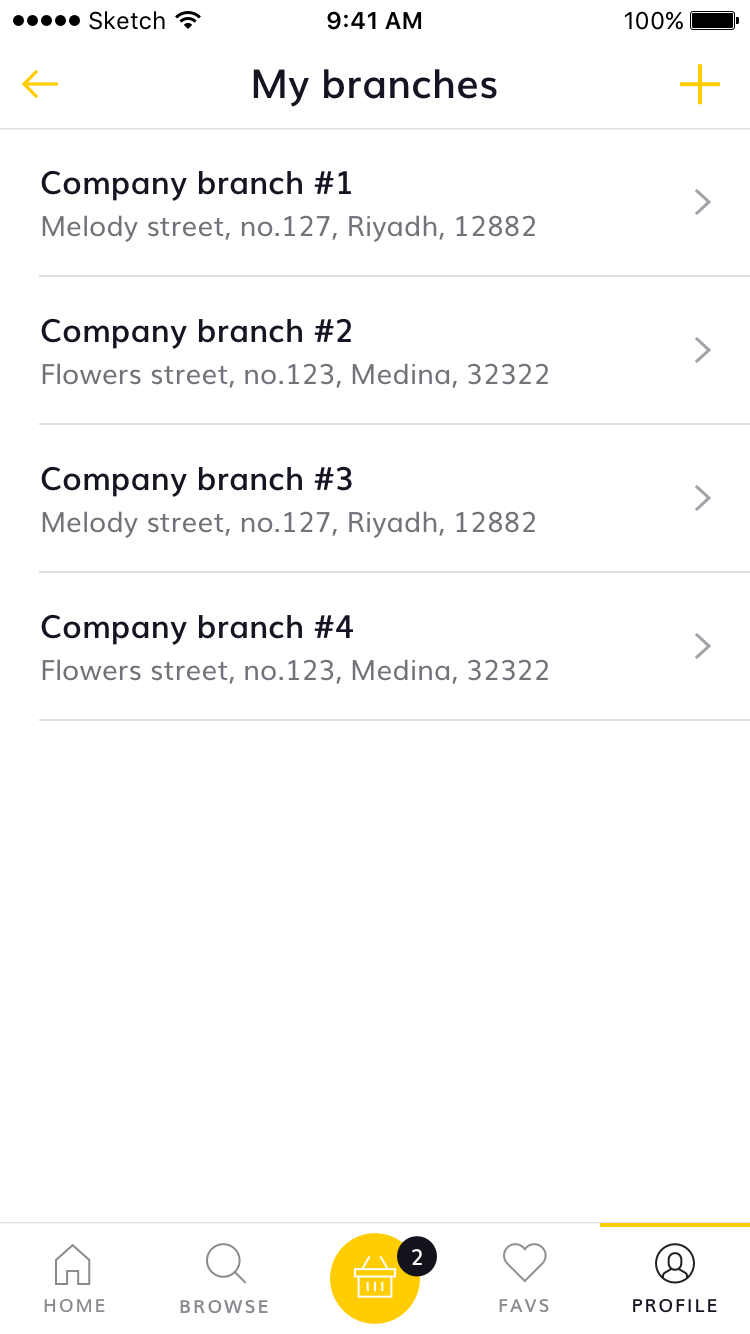 Sketch 9:41 AM 100%
My branches
Company branch #1
Melody street, no.127, Riyadh, 12882
Company branch #2
Flowers street, no.123, Medina, 32322
Company branch #3
Melody street, no.127, Riyadh, 12882
Company branch #4
Flowers street, no.123, Medina, 32322
2
HOME BROWSE FAVS PROFILE